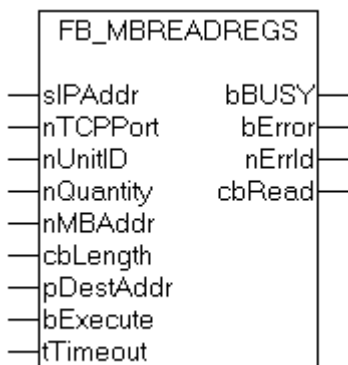 FB_MBREADREGS
sIPAddr bBUSY
nTCPPort bError
nUnitID nErrId
nQuantity cbRead
nMBAddr
cbLength
pDestAddr
bExecute
tTimeout